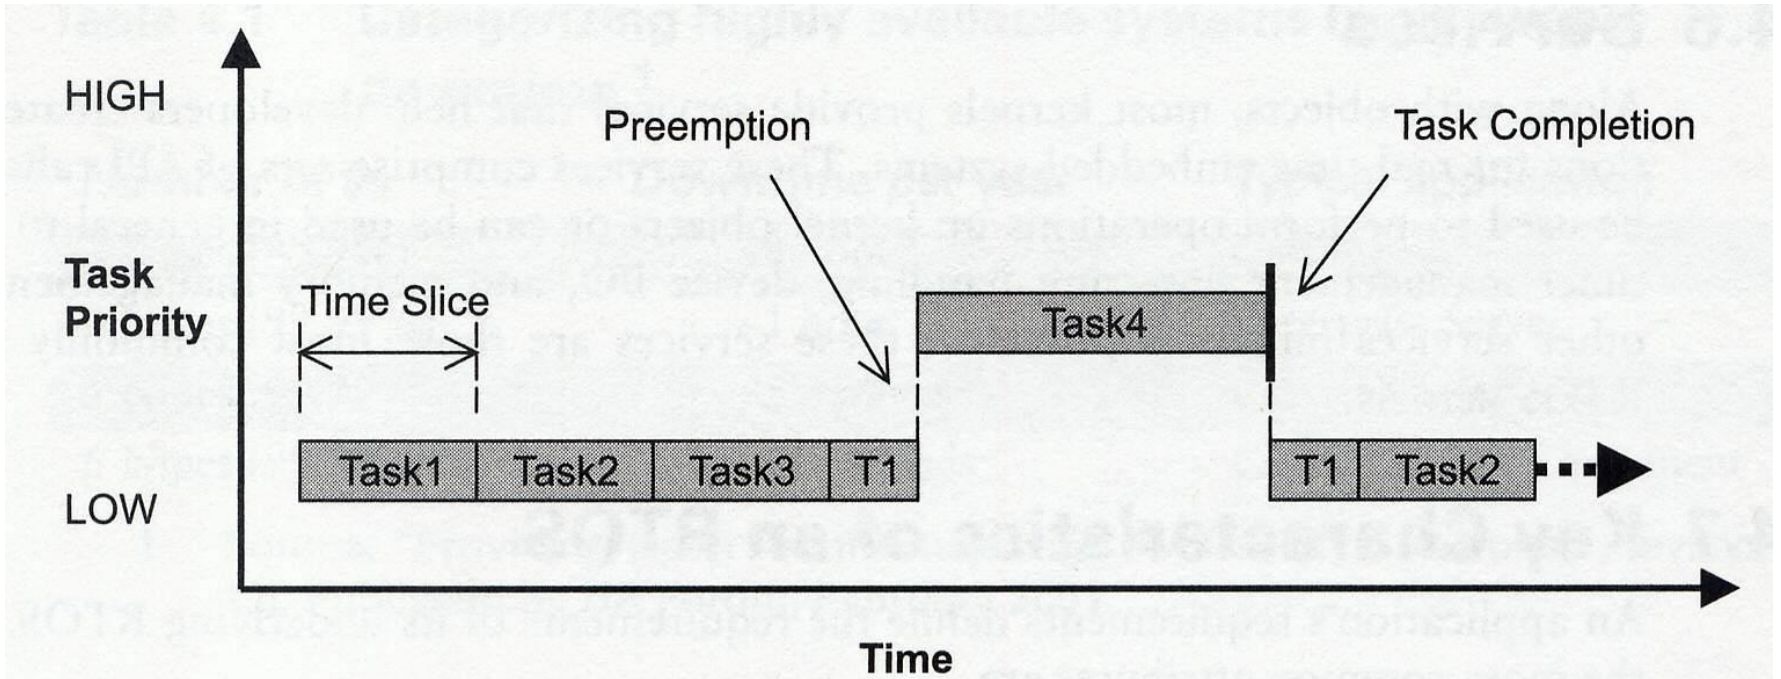 HIGH
Preemption
Task Completion
Task
Priority
Time Slice
Task4
Task1
Task2
Task3
T1
T1
Task2
LOW
Time